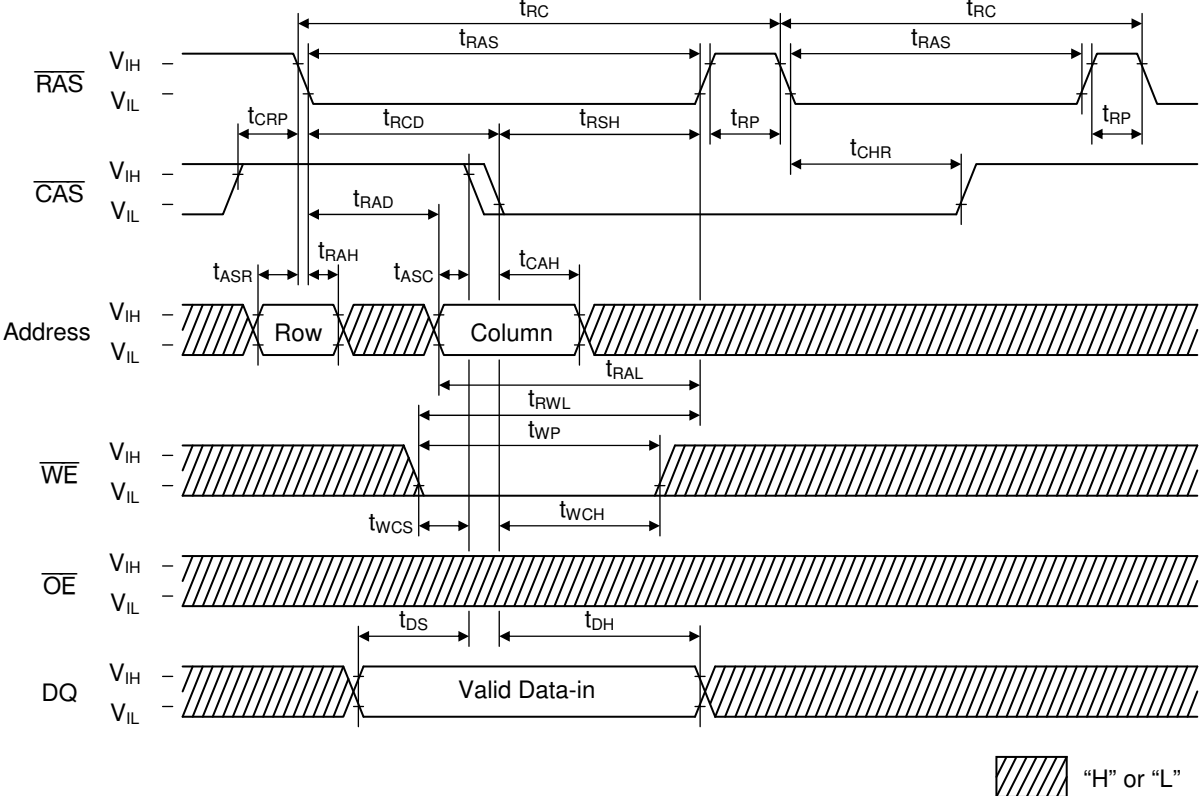 tRC tRC
tRAS tRAS
RAS VIH
VIL
tCRP tRCD tRSH tRP tRP
tCHR
CAS VIH
VIL
tRAD
tRAH
tASR tASC tCAH
Address VIH
VIL
Row Column
tRAL
tRWL
tWP
WE VIH
VIL
tWCS tWCH
OE VIH
VIL
tDS tDH
DQ VIH
VIL
Valid Data-in
“H” or “L”